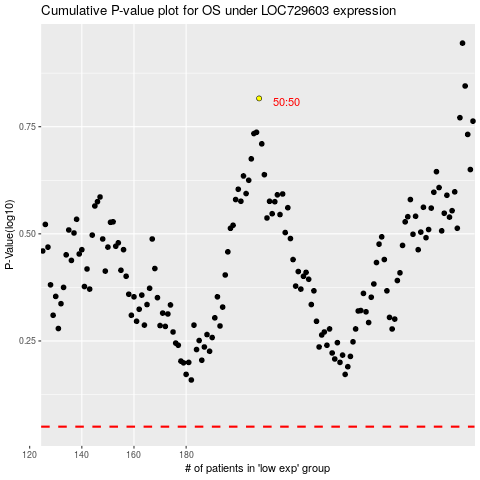 Cumulative P-value plot for OS under LOC729603 expression
50:50
0.75
0.50
0.25
P-Value(log10)
120 140 160 180
# of patients in 'low exp' group